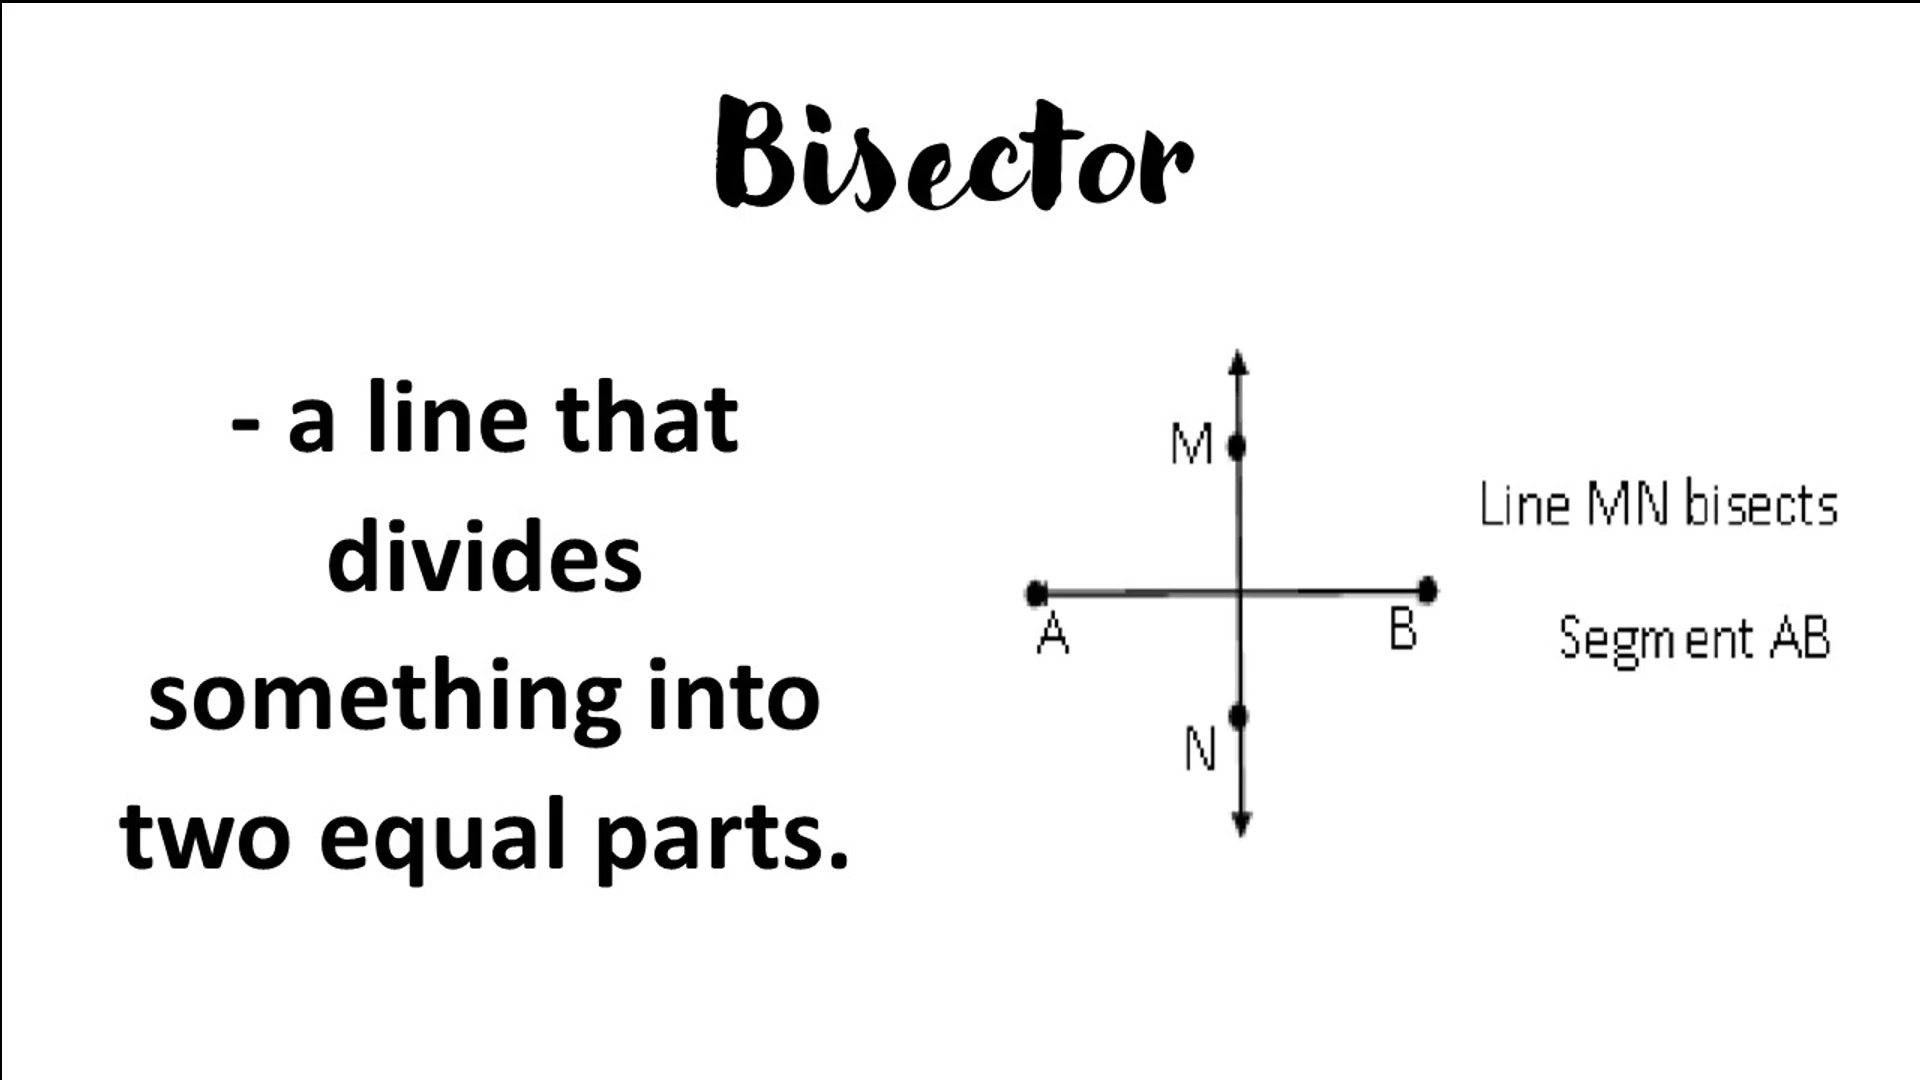 Bisector
- a line that
divides
something into
two equal parts.
M
Line MN bisects
A
B
Segment AB
N